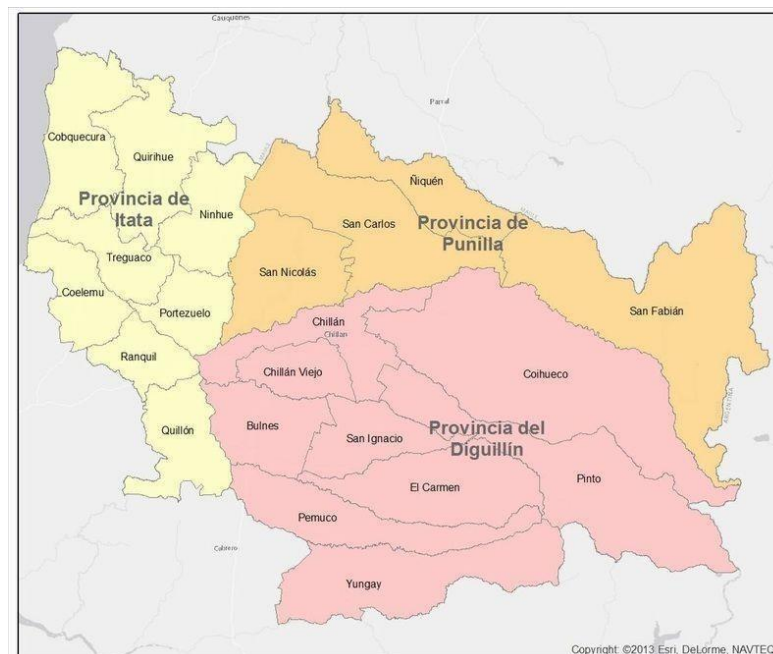 Cauquenes
Parral
Cobquecura
Quirihue
Provincia de
Itata
Ninhue
Ñiquén
San Carlos
Provincia de
Punilla
Treguaco
San Nicolás
Coelemu
Portezuelo
San Fabián
Chillán
Chillan
Ranquil
Chillán Viejo
Coihueco
ARGENTINA
Quillón
Bulnes
San Ignacio
Provincia del
Diguillín
El Carmen
Pinto
Pemuco
Cabrero
Yungay
Copyright: ©2013 Esri, DeLorme, NAVTEQ